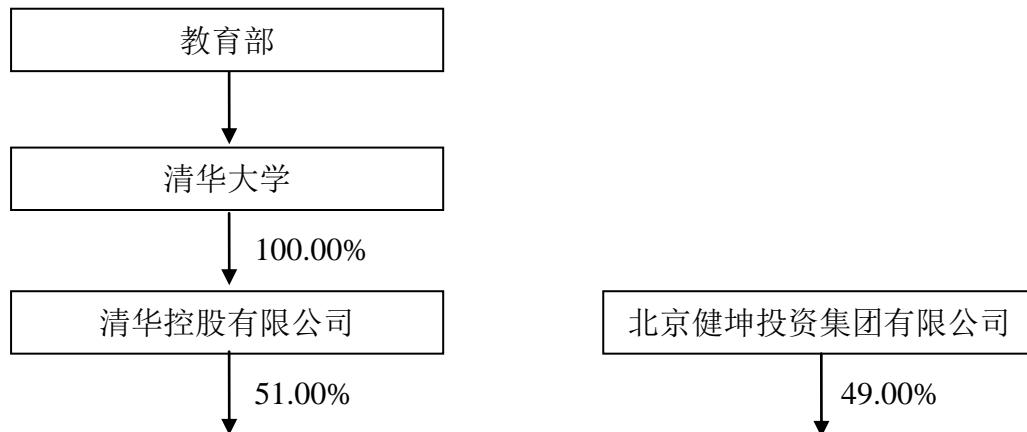 教育部
清华大学
100.00%
清华控股有限公司
北京健坤投资集团有限公司
51.00%
49.00%